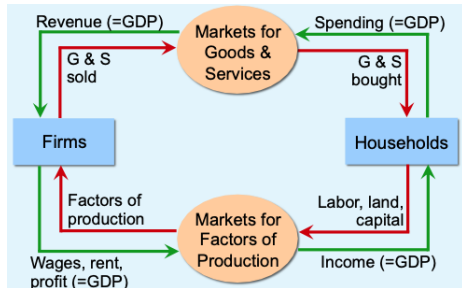 Revenue (=GDP)
Markets for
Goods &
Services
Spending (=GDP)
G & S
sold
G & S
bought
Firms
Households
Factors of
production
Markets for
Factors of
Production
Labor, land,
capital
Wages, rent,
profit (=GDP)
Income (=GDP)